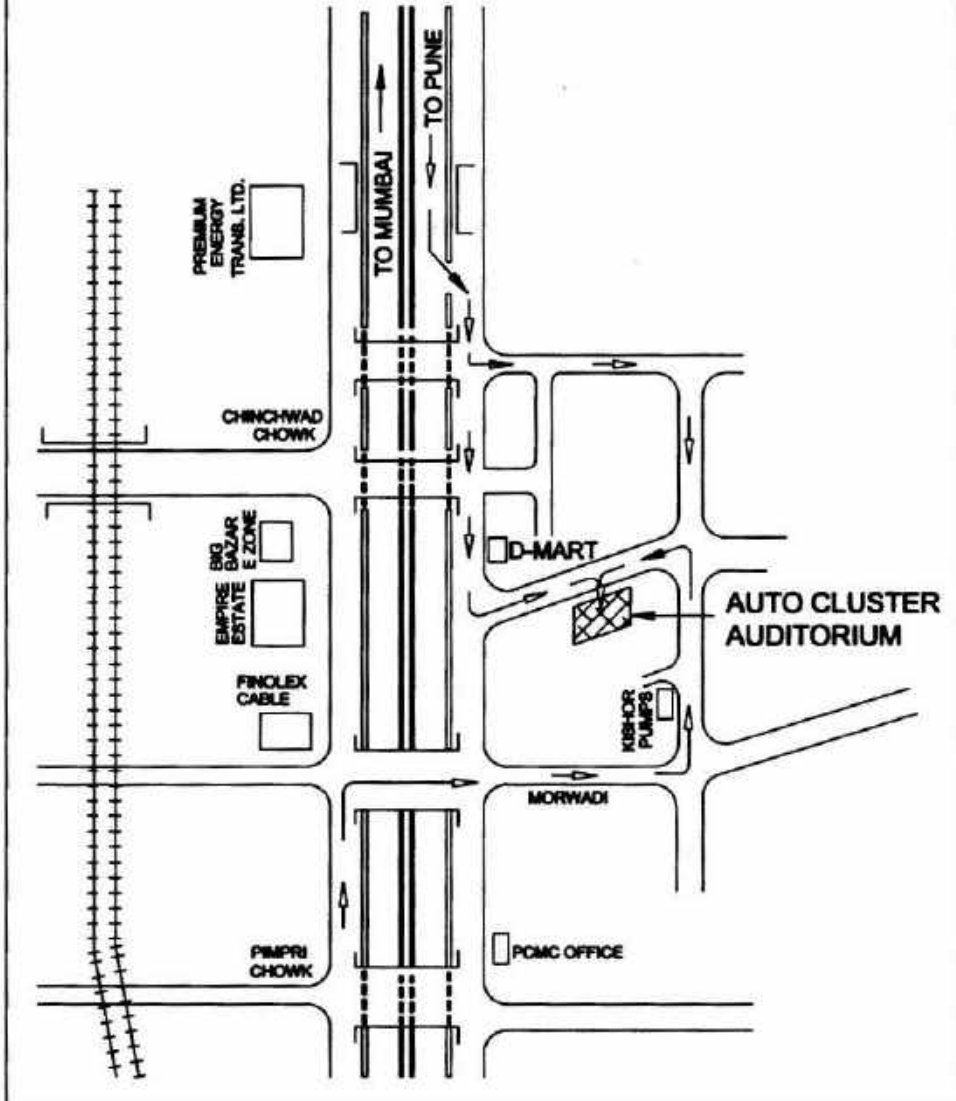 TO MUMBAI
TO PUNE
PREMIUM
ENERGY
TRANS. LTD.
CHINCHWAD
CHOWK
BIG
BAZAR
E ZONE
D-MART
EMPIRE
ESTATE
AUTO CLUSTER
AUDITORIUM
FINOLEX
CABLE
KISHOR
PUMPS
MORWADI
PIMPRI
CHOWK
PCMC OFFICE